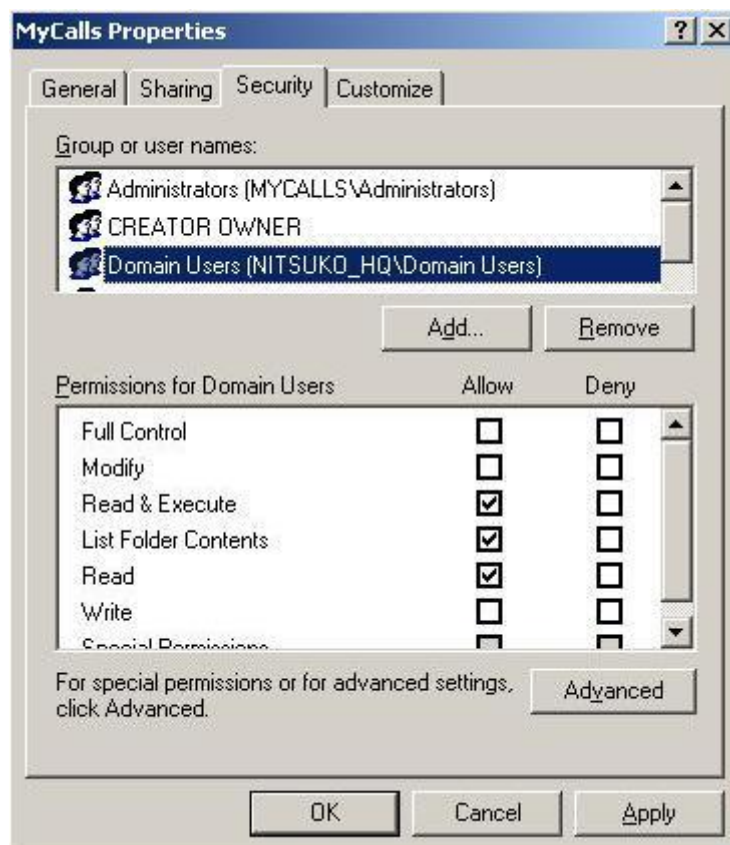 MyCalls Properties
General Sharing Security Customize
Group or user names:
Administrators (MYCALLS\Administrators)
CREATOR OWNER
Domain Users (NITSUKO_HQ\Domain Users)
Add... Remove
Permissions for Domain Users Allow Deny
Full Control
Modify
Read & Execute
List Folder Contents
Read
Write
Special Permissions
For special permissions or for advanced settings, click Advanced.
Advanced
OK Cancel Apply